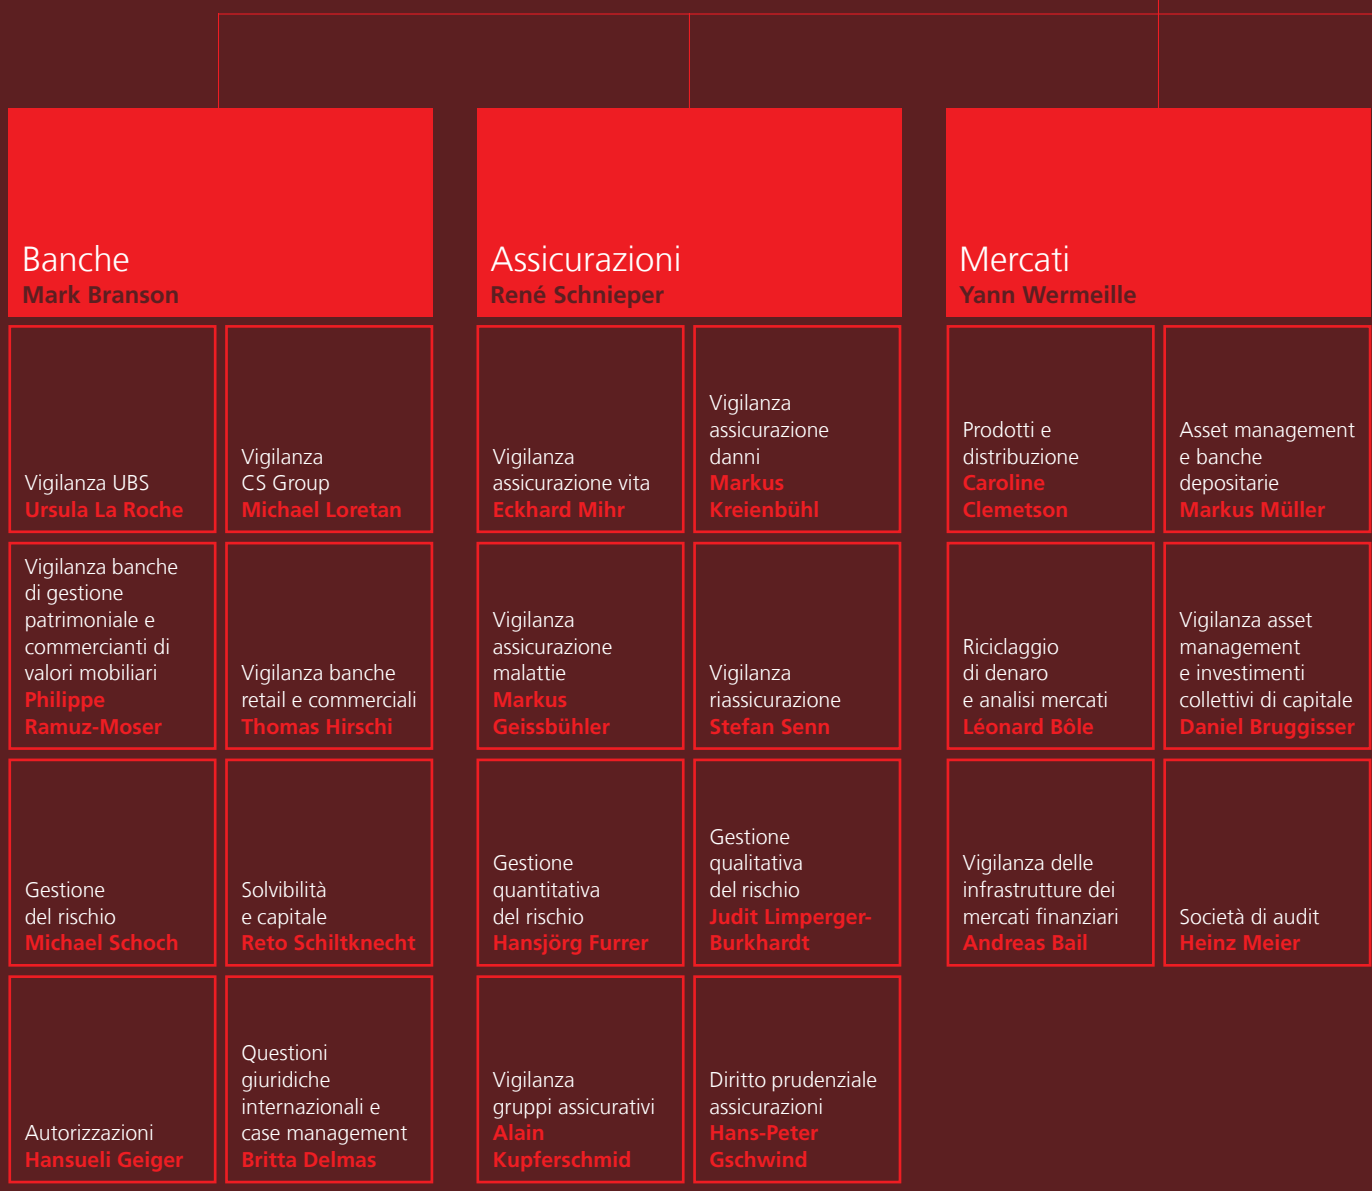 Banche
Mark Branson
Vigilanza UBS
Ursula La Roche
Vigilanza
CS Group
Michael Loretan
Vigilanza banche
di gestione
patrimoniale e
commercianti di
valori mobiliari
Philippe
Ramuz-Moser
Vigilanza banche
retail e commerciali
Thomas Hirschi
Gestione
del rischio
Michael Schoch
Solvibilità
e capitale
Reto Schiltknecht
Autorizzazioni
Hansueli Geiger
Questioni
giuridiche
internazionali e
case management
Britta Delmas
Assicurazioni
René Schnieper
Vigilanza
assicurazione vita
Eckhard Mihr
Vigilanza
assicurazione
danni
Markus
Kreienbühl
Vigilanza
assicurazione
malattie
Markus
Geissbühler
Vigilanza
riassicurazione
Stefan Senn
Gestione
quantitativa
del rischio
Hansjörg Furrer
Gestione
qualitativa
del rischio
Judit Limperger-
Burkhardt
Vigilanza
gruppi assicurativi
Alain
Kupferschmid
Diritto prudenziale
assicurazioni
Hans-Peter
Gschwind
Mercati
Yann Wermeille
Prodotti e
distribuzione
Caroline
Clemetson
Asset management
e banche
depositarie
Markus Müller
Riciclaggio
di denaro
e analisi mercati
Léonard Bôle
Vigilanza asset
management
e investimenti
collettivi di capitale
Daniel Bruggisser
Vigilanza delle
infrastrutture dei
mercati finanziari
Andreas Bail
Società di audit
Heinz Meier